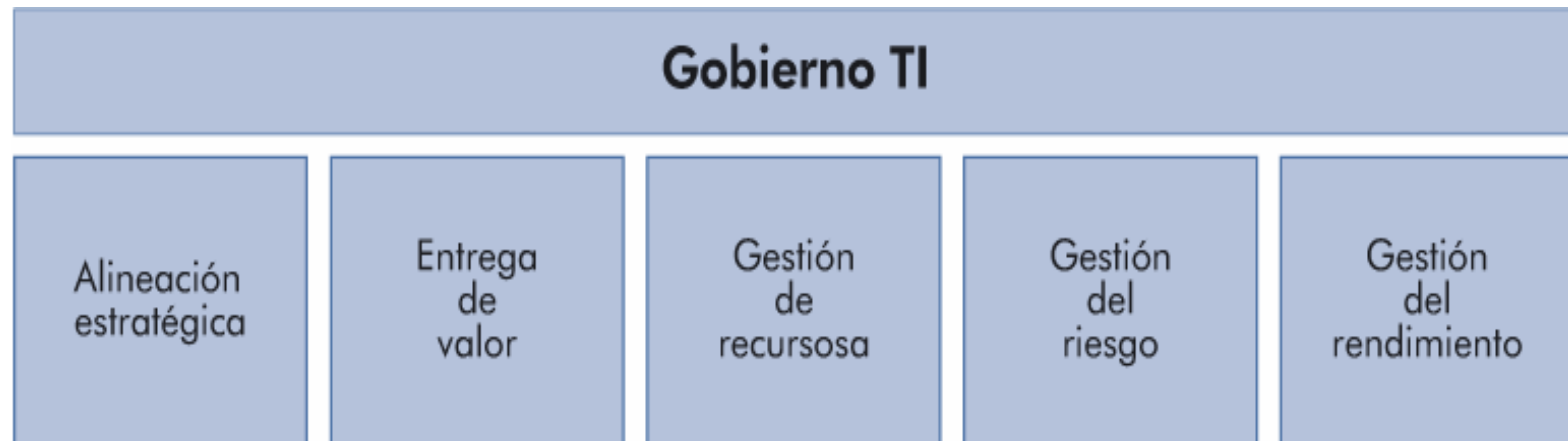 Gobierno TI
Alineación
estratégica
Entrega
de
valor
Gestión
de
recursosa
Gestión
del
riesgo
Gestión
del
rendimiento